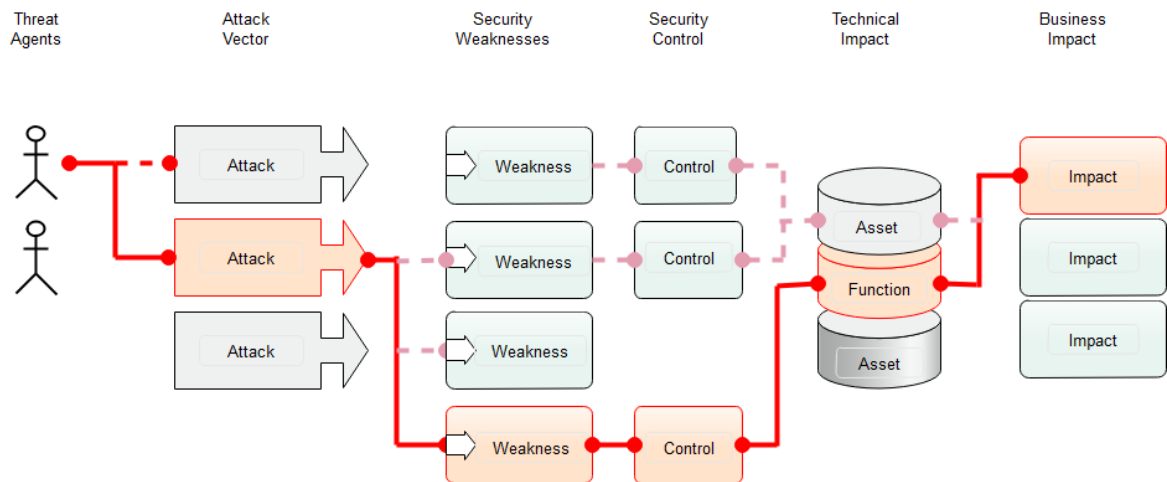 Threat
Agents
Attack
Vector
Security
Weaknesses
Security
Control
Technical
Impact
Business
Impact
Attack
Weakness
Control
Impact
Asset
Attack
Weakness
Control
Impact
Function
Attack
Weakness
Impact
Asset
Weakness
Control